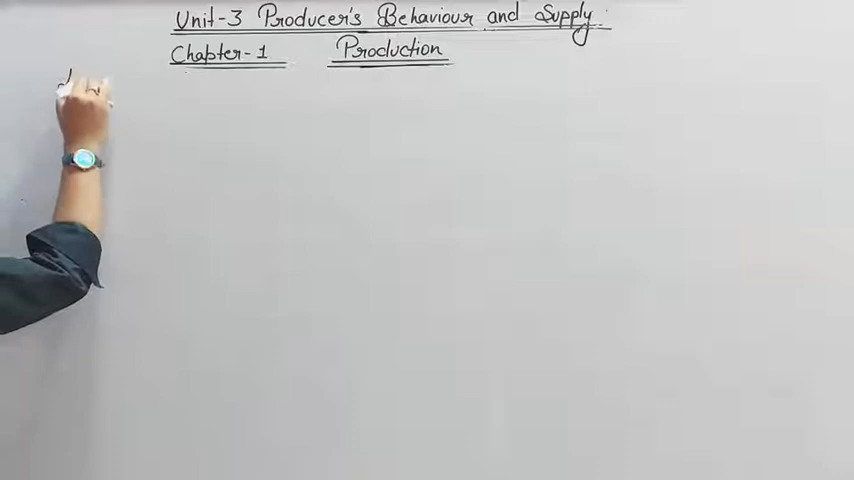 Unit-3 Producer's Behaviour and Supply
Chapter-1 Production